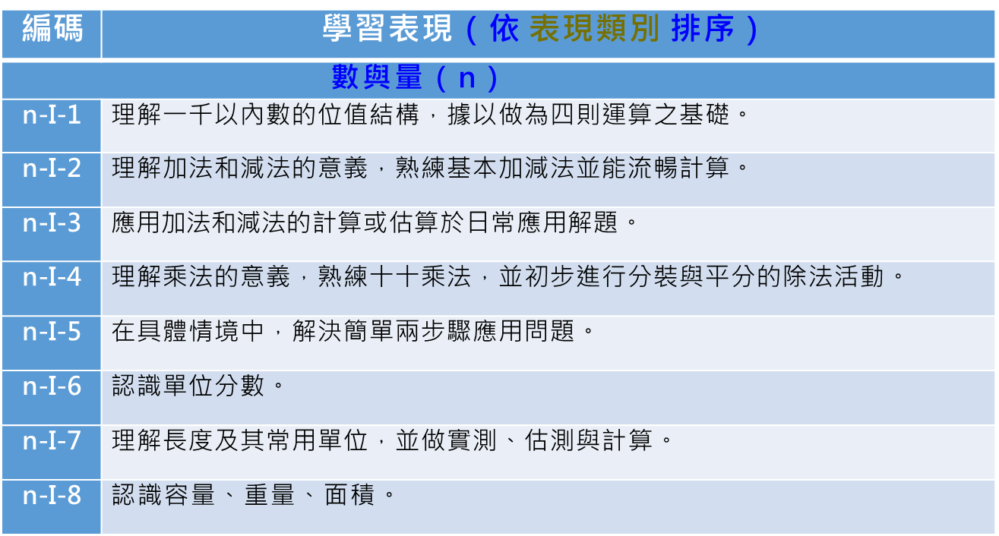 編碼 學習表現（依 表現類別 排序）
數與量（n）
n-I-1 理解一千以內數的位值結構，據以做為四則運算之基礎。
n-I-2 理解加法和減法的意義，熟練基本加減法並能流暢計算。
n-I-3 應用加法和減法的計算或估算於日常應用解題。
n-I-4 理解乘法的意義，熟練十十乘法，並初步進行分裝與平分的除法活動。
n-I-5 在具體情境中，解決簡單兩步驟應用問題。
n-I-6 認識單位分數。
n-I-7 理解長度及其常用單位，並做實測、估測與計算。
n-I-8 認識容量、重量、面積。